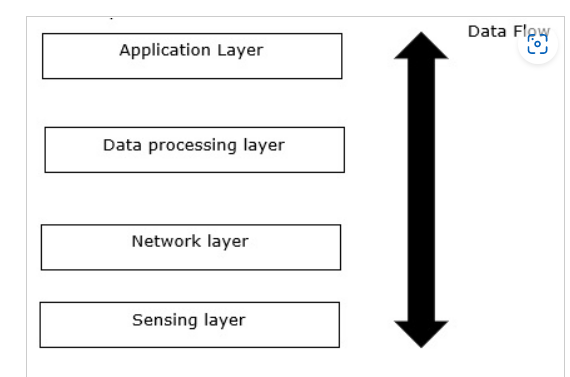 Data Flow
Application Layer
Data processing layer
Network layer
Sensing layer